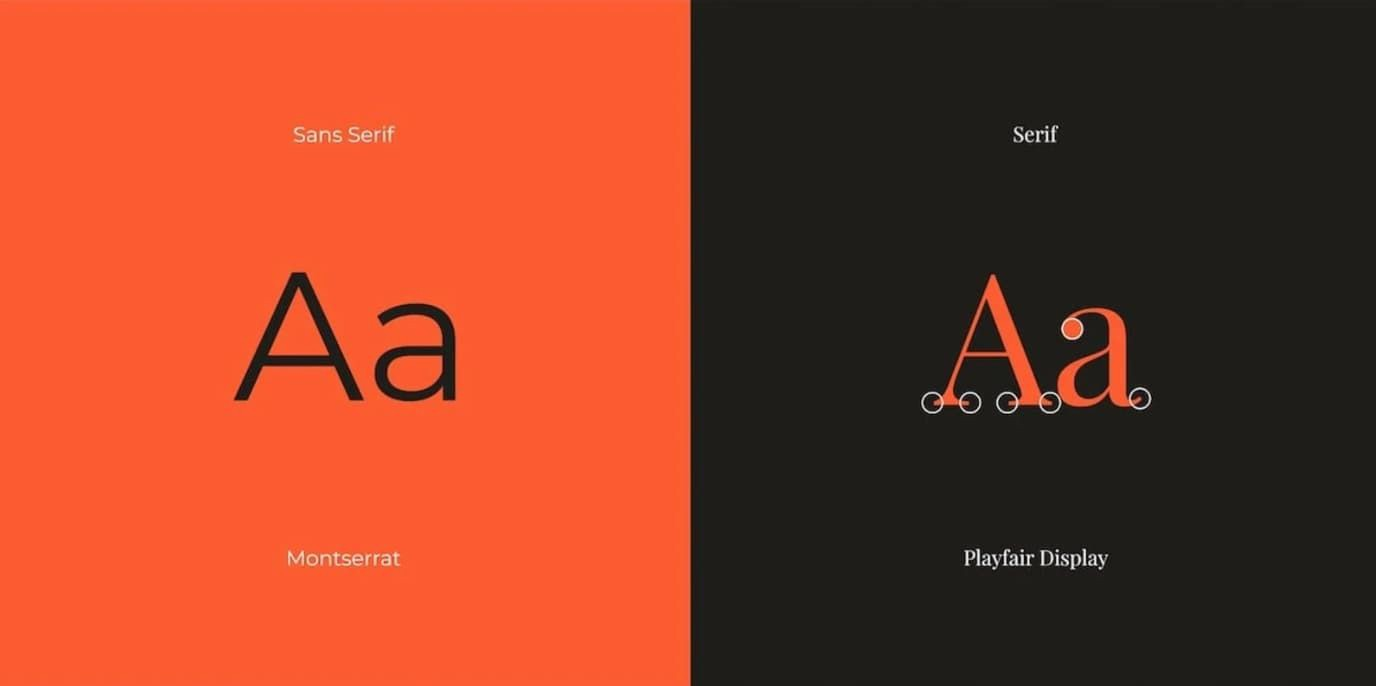 Sans Serif
Aa
Montserrat
Serif
Aa
Playfair Display